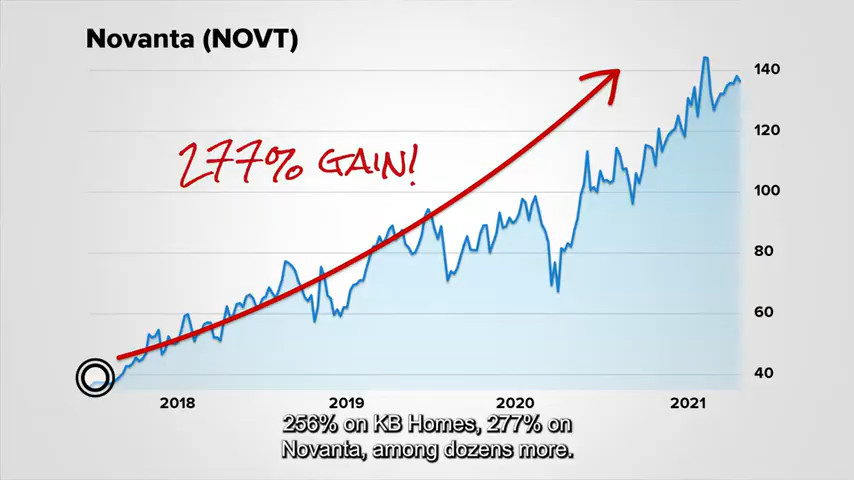 Novanta (NOVT)
277% GAIN!
140
120
100
80
60
40
2018 2019 2020 2021
256% on KB Homes, 277% on
Novanta, among dozens more.